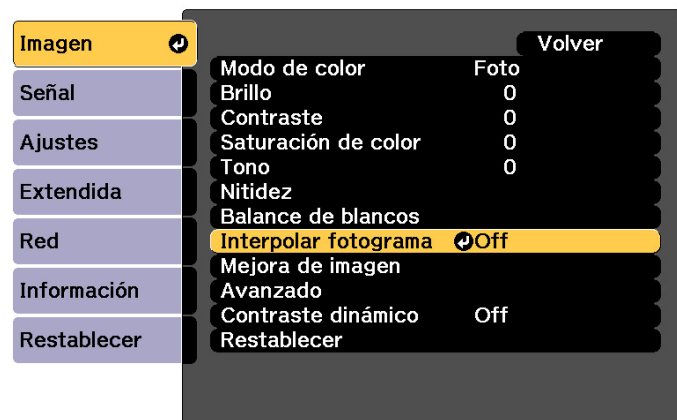 Imagen
Señal
Ajustes
Extendida
Red
Información
Restablecer
Volver
Modo de color Foto
Brillo 0
Contraste 0
Saturación de color 0
Tono 0
Nitidez
Balance de blancos
Interpolar fotograma Off
Mejora de imagen
Avanzado
Contraste dinámico Off
Restablecer